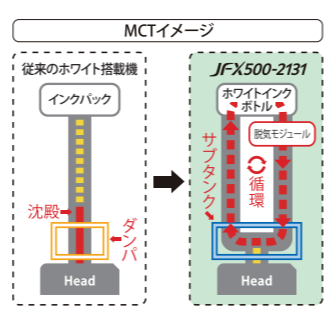 MCTイメージ
従来のホワイト搭載機
インクパック
沈殿
ダンパ
Head
JFX500-2131
ホワイトインク
ボトル
脱気モジュール
サブタンク
循環
Head